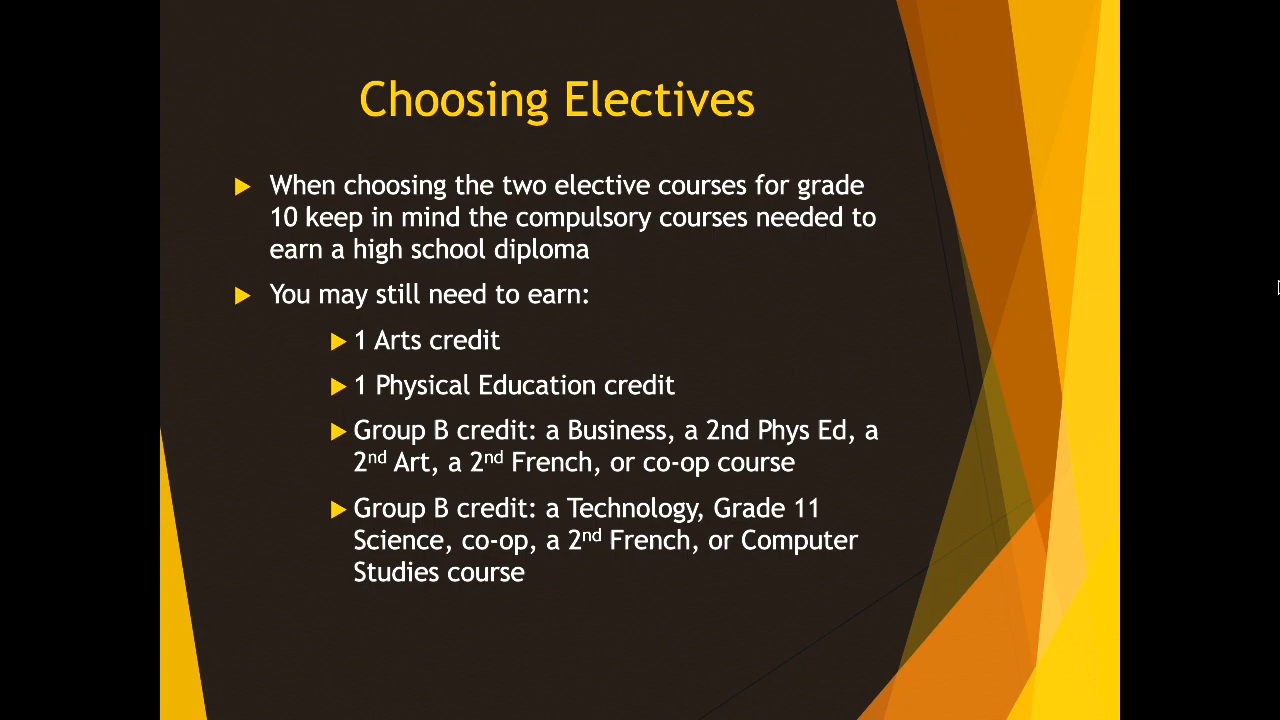 Choosing Electives
When choosing the two elective courses for grade
10 keep in mind the compulsory courses needed to
earn a high school diploma
You may still need to earn:
1 Arts credit
1 Physical Education credit
Group B credit: a Business, a 2nd Phys Ed, a
2nd Art, a 2nd French, or co-op course
Group B credit: a Technology, Grade 11
Science, co-op, a 2nd French, or Computer
Studies course